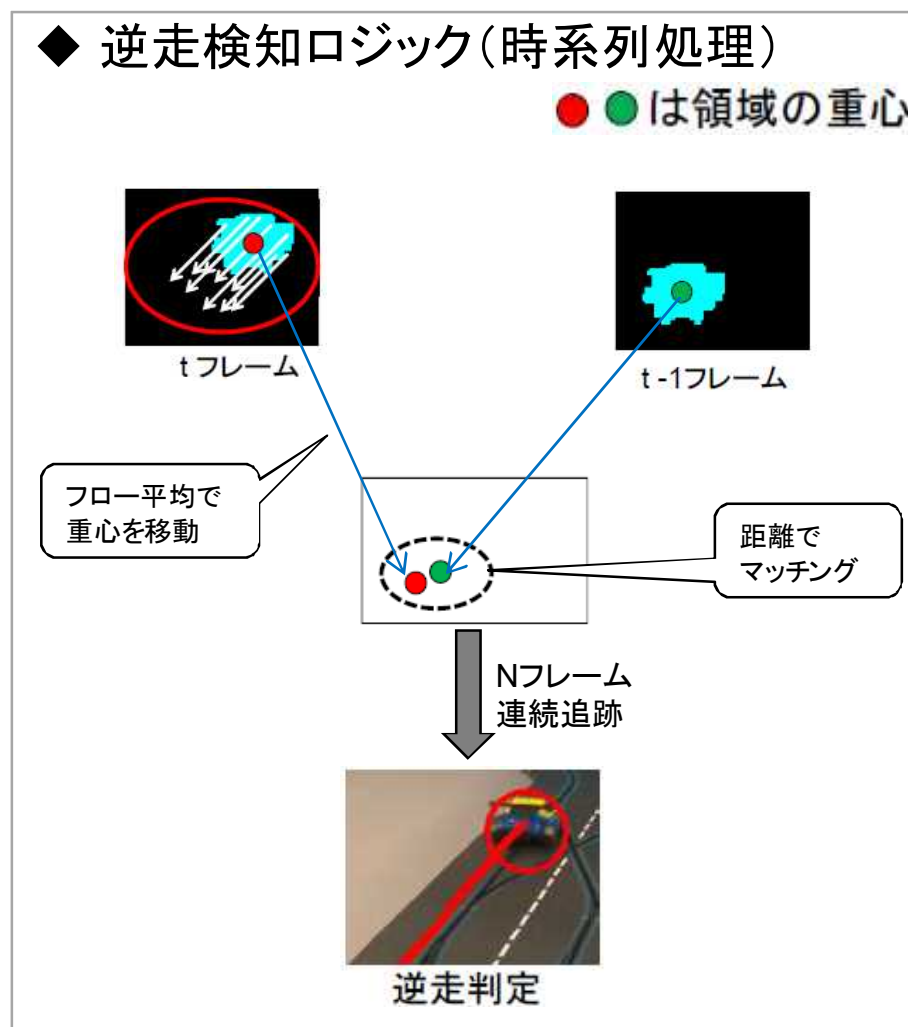 ◆ 逆走検知ロジック(時系列処理)
は領域の重心
tフレーム
t-1フレーム
フロー平均で
重心を移動
距離で
マッチング
Nフレーム
連続追跡
逆走判定